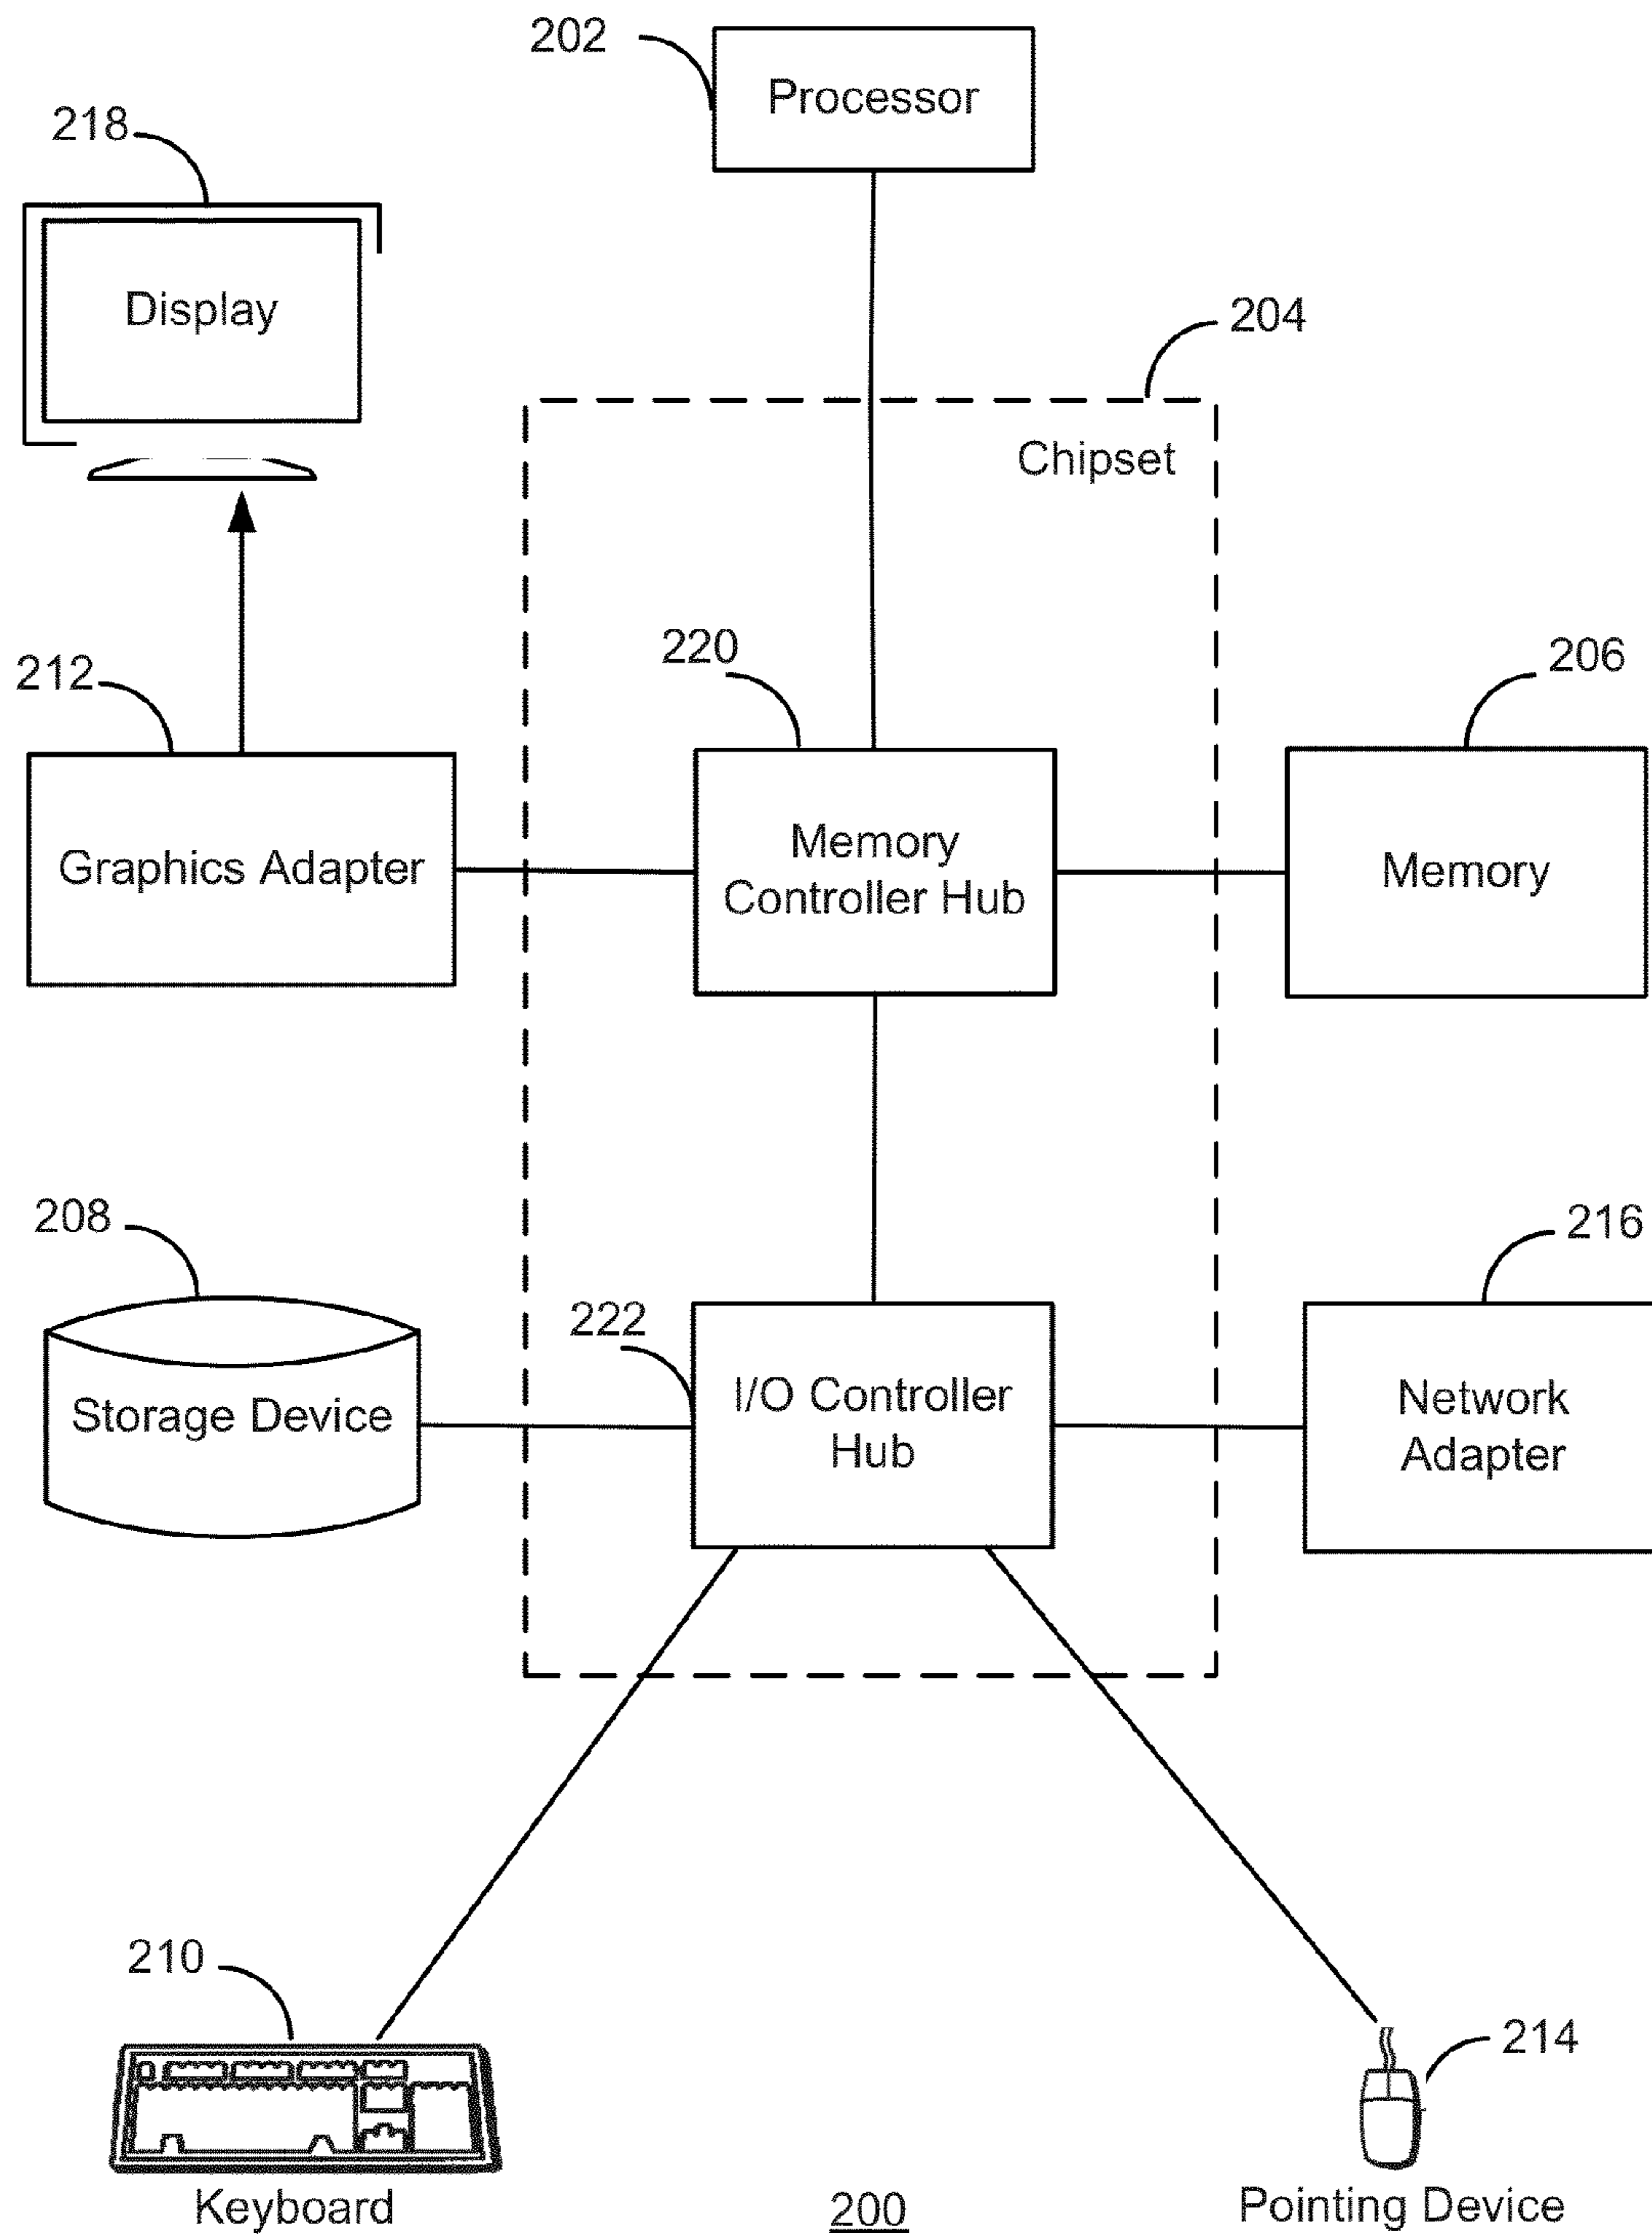 202
Processor
218
Display
204
Chipset
212
220
206
Graphics Adapter
Memory
Controller Hub
Memory
208
222
216
Storage Device
I/O Controller
Hub
Network
Adapter
210
214
Keyboard
200
Pointing Device